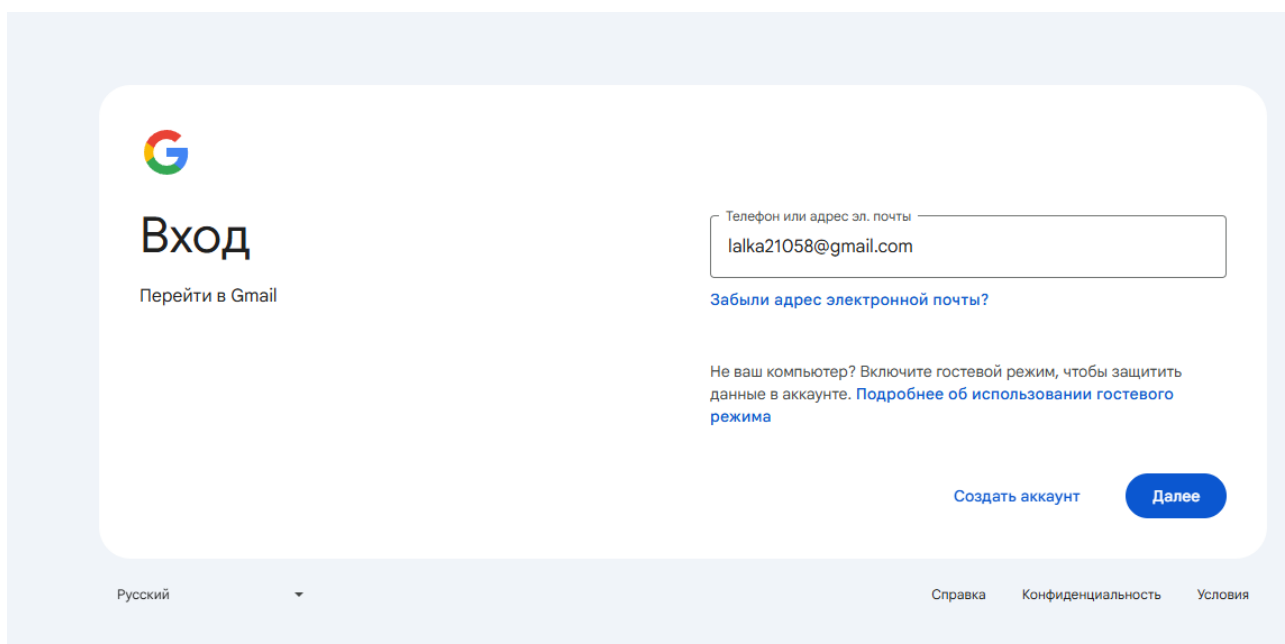 Вход
Перейти в Gmail
Телефон или адрес эл. почты
lalka21058@gmail.com
Забыли адрес электронной почты?
Не ваш компьютер? Включите гостевой режим, чтобы защитить
данные в аккаунте. Подробнее об использовании гостевого
режима
Создать аккаунт
Далее
Русский
Справка
Конфиденциальность
Условия